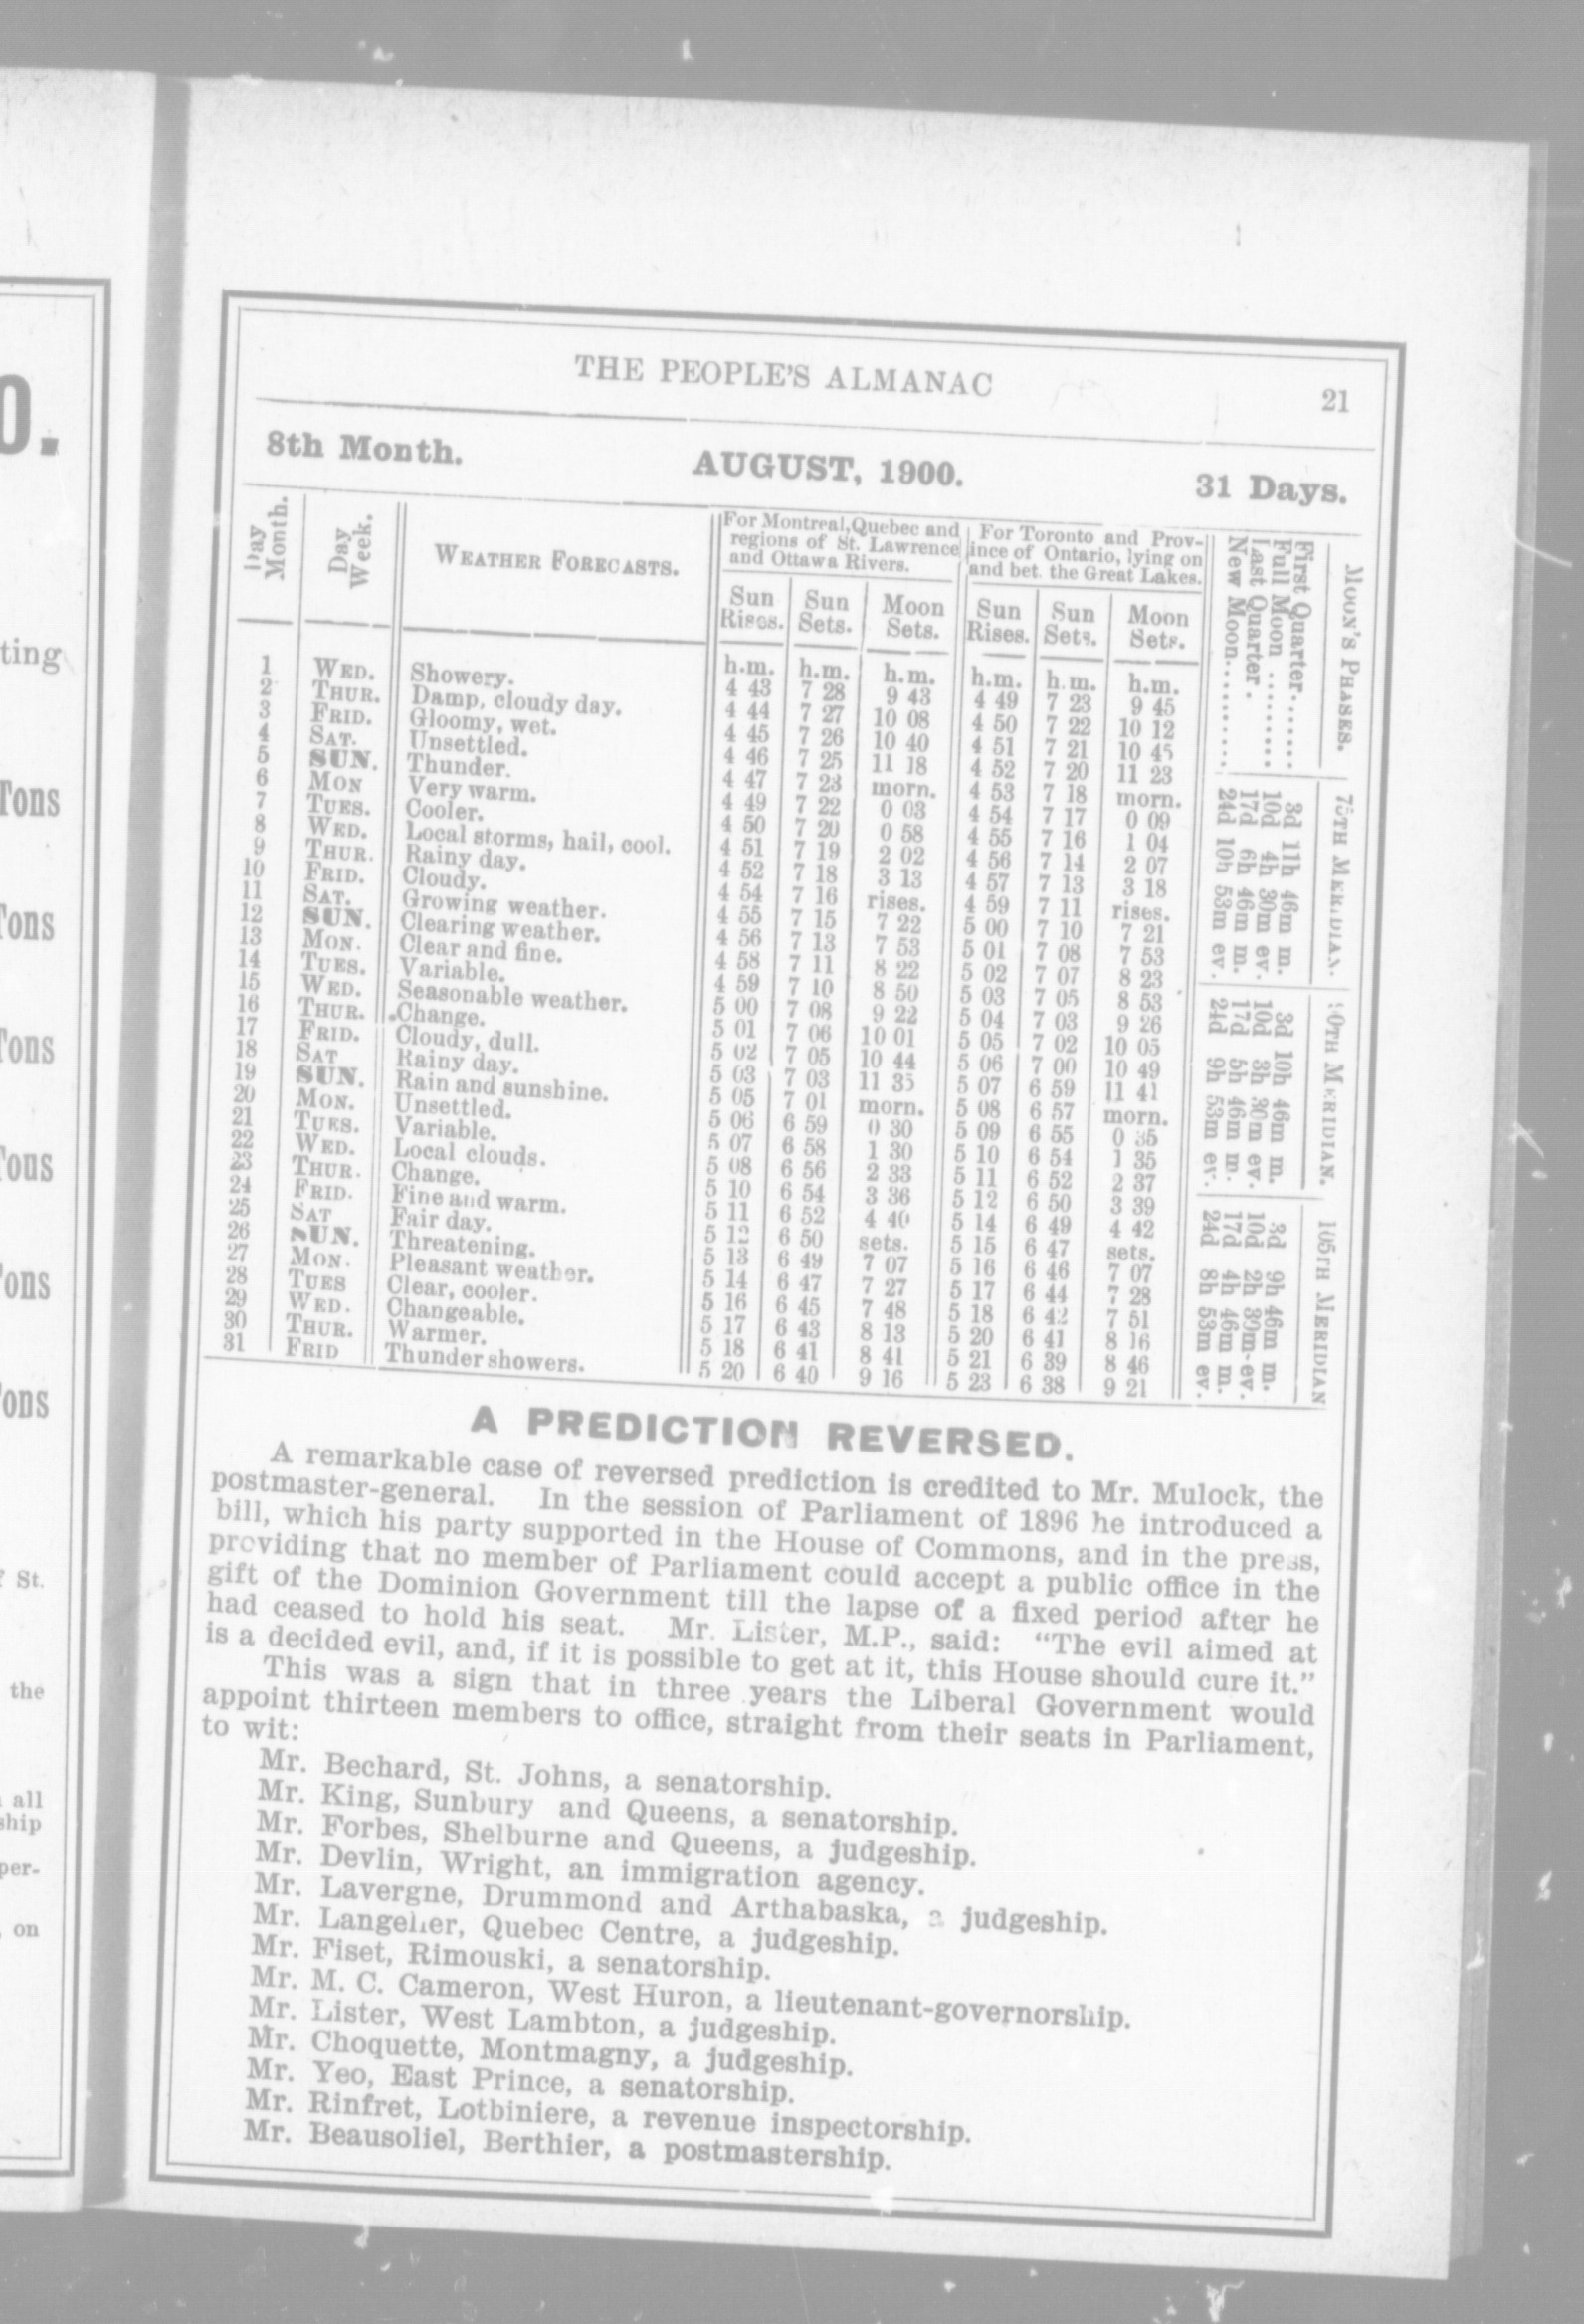 O.
ting
Tons
Tons
Tons
Tons
Tons
Tons
St.
the
all
ship
per-
on
THE PEOPLE'S ALMANAC 21
8th Month. AUGUST, 1900. 31 Days.
Day Month. Day Week. WEATHER FORECASTS. For Montreal, Quebec and regions of St. Lawrence and Ottawa Rivers. For Toronto and Province of Ontario, lying on and bet. the Great Lakes.
Sun Rises. Sun Sets. Moon Sets. Sun Rises. Sun Sets. Moon Sets.
h.m. h.m. h.m. h.m. h.m. h.m.
1 WED. Showery. 4 43 7 28 9 43 4 49 7 23 9 45
2 THUR. Damp, cloudy day. 4 44 7 27 10 08 4 50 7 22 10 12
3 FRID. Gloomy, wet. 4 45 7 26 10 40 4 51 7 21 10 45
4 SAT. Unsettled. 4 46 7 25 11 18 4 52 7 20 11 23
5 SUN. Thunder. 4 47 7 23 morn. 4 53 7 18 morn.
6 MON Very warm. 4 49 7 22 0 03 4 54 7 17 0 09
7 TUES. Cooler. 4 50 7 20 0 58 4 55 7 16 1 04
8 WED. Local storms, hail, cool. 4 51 7 19 2 02 4 56 7 14 2 07
9 THUR. Rainy day. 4 52 7 18 3 13 4 57 7 13 3 18
10 FRID. Cloudy. 4 54 7 16 rises. 4 59 7 11 rises.
11 SAT. Growing weather. 4 55 7 15 7 22 5 00 7 10 7 21
12 SUN. Clearing weather. 4 56 7 13 7 53 5 01 7 08 7 53
13 MON. Clear and fine. 4 58 7 11 8 22 5 02 7 07 8 23
14 TUES. Variable. 4 59 7 10 8 50 5 03 7 05 8 53
15 WED. Seasonable weather. 5 00 7 08 9 22 5 04 7 03 9 26
16 THUR. Change. 5 01 7 06 10 01 5 05 7 02 10 05
17 FRID. Cloudy, dull. 5 02 7 05 10 44 5 06 7 00 10 49
18 SAT Rainy day. 5 03 7 03 11 35 5 07 6 59 11 41
19 SUN. Rain and sunshine. 5 05 7 01 morn. 5 08 6 57 morn.
20 MON. Unsettled. 5 06 6 59 0 30 5 09 6 55 0 35
21 TUES. Variable. 5 07 6 58 1 30 5 10 6 54 1 35
22 WED. Local clouds. 5 08 6 56 2 33 5 11 6 52 2 37
23 THUR. Change. 5 10 6 54 3 36 5 12 6 50 3 39
24 FRID. Fine and warm. 5 11 6 52 4 40 5 14 6 49 4 42
25 SAT Fair day. 5 12 6 50 sets. 5 15 6 47 sets.
26 SUN. Threatening. 5 13 6 49 7 07 5 16 6 46 7 07
27 MON. Pleasant weather. 5 14 6 47 7 27 5 17 6 44 7 28
28 TUES Clear, cooler. 5 16 6 45 7 48 5 18 6 42 7 51
29 WED. Changeable. 5 17 6 43 8 13 5 20 6 41 8 16
30 THUR. Warmer. 5 18 6 41 8 41 5 21 6 39 8 46
31 FRID Thunder showers. 5 20 6 40 9 16 5 23 6 38 9 21
MOON'S PHASES. 75TH MERIDIAN. 90TH MERIDIAN. 105TH MERIDIAN
First Quarter....... 3d 11h 46m m. 3d 10h 46m m. 3d 9h 46m m.
Full Moon ......... 10d 4h 30m ev. 10d 3h 30m ev. 10d 2h 30m ev.
Last Quarter . 17d 6h 46m m. 17d 5h 46m m. 17d 4h 46m m.
New Moon.......... 24d 10h 53m ev. 24d 9h 53m ev. 24d 8h 53m ev.
A PREDICTION REVERSED.
A remarkable case of reversed prediction is credited to Mr. Mulock, the
postmaster-general. In the session of Parliament of 1896 he introduced a
bill, which his party supported in the House of Commons, and in the press,
providing that no member of Parliament could accept a public office in the
gift of the Dominion Government till the lapse of a fixed period after he
had ceased to hold his seat. Mr. Lister, M.P., said: "The evil aimed at
is a decided evil, and, if it is possible to get at it, this House should cure it."
This was a sign that in three years the Liberal Government would
appoint thirteen members to office, straight from their seats in Parliament,
to wit:
Mr. Bechard, St. Johns, a senatorship.
Mr. King, Sunbury and Queens, a senatorship.
Mr. Forbes, Shelburne and Queens, a judgeship.
Mr. Devlin, Wright, an immigration agency.
Mr. Lavergne, Drummond and Arthabaska, a judgeship.
Mr. Langelier, Quebec Centre, a judgeship.
Mr. Fiset, Rimouski, a senatorship.
Mr. M. C. Cameron, West Huron, a lieutenant-governorship.
Mr. Lister, West Lambton, a judgeship.
Mr. Choquette, Montmagny, a judgeship.
Mr. Yeo, East Prince, a senatorship.
Mr. Rinfret, Lotbiniere, a revenue inspectorship.
Mr. Beausoliel, Berthier, a postmastership.